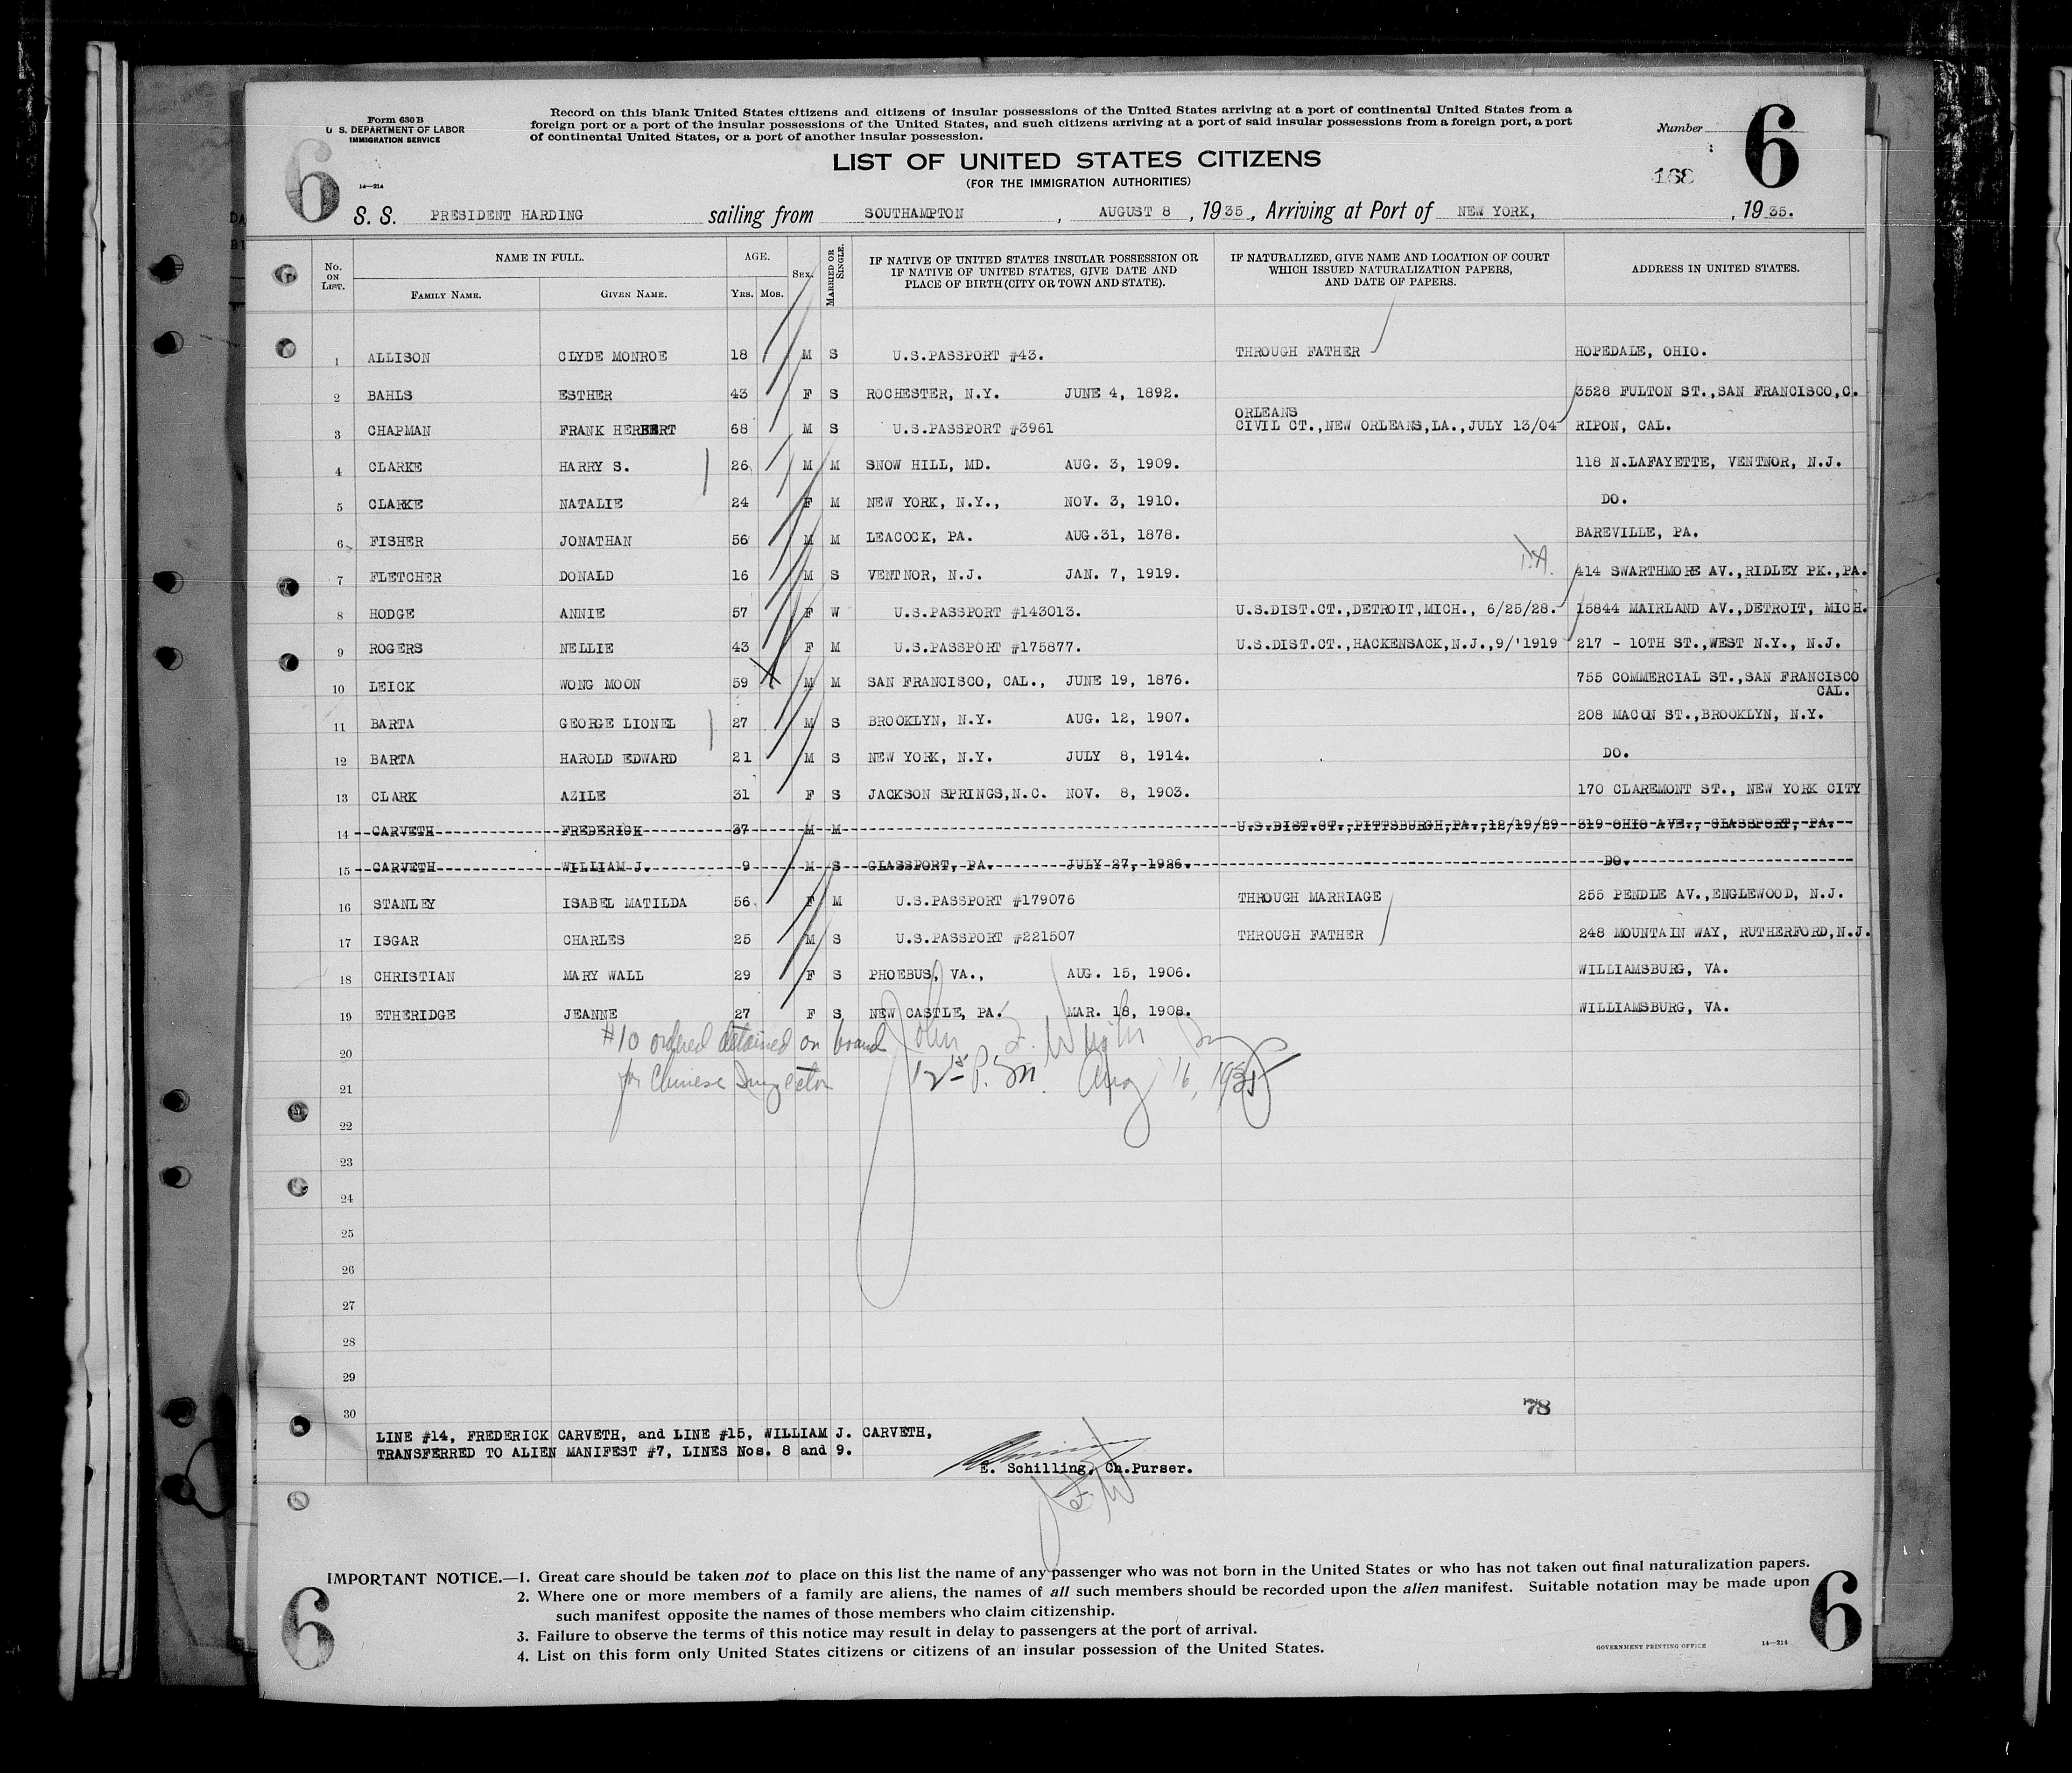 Form 630 B
U. S. DEPARTMENT OF LABOR
IMMIGRATION SERVICE
6
14—214
Record on this blank United States citizens and citizens of insular possessions of the United States arriving at a port of continental United States from a
foreign port or a port of the insular possessions of the United States, and such citizens arriving at a port of said insular possessions from a foreign port, a port
of continental United States, or a port of another insular possession.
LIST OF UNITED STATES CITIZENS
(FOR THE IMMIGRATION AUTHORITIES)
Number 6
168
S. S. PRESIDENT HARDING sailing from SOUTHAMPTON, AUGUST 8, 1935, Arriving at Port of NEW YORK, , 1935.
No. ON LIST. NAME IN FULL. FAMILY NAME. GIVEN NAME. AGE. YRS. MOS. SEX. MARRIED OR SINGLE. IF NATIVE OF UNITED STATES INSULAR POSSESSION OR IF NATIVE OF UNITED STATES, GIVE DATE AND PLACE OF BIRTH (CITY OR TOWN AND STATE). IF NATURALIZED, GIVE NAME AND LOCATION OF COURT WHICH ISSUED NATURALIZATION PAPERS, AND DATE OF PAPERS. ADDRESS IN UNITED STATES.
1 ALLISON CLYDE MONROE 18 M S U.S.PASSPORT #43. THROUGH FATHER HOPEDALE, OHIO.
2 BAHLS ESTHER 43 F S ROCHESTER, N.Y. JUNE 4, 1892. 3528 FULTON ST.,SAN FRANCISCO,C.
3 CHAPMAN FRANK HERBERT 68 M S U.S.PASSPORT #3961 ORLEANS CIVIL CT.,NEW ORLEANS,LA.,JULY 13/04 RIPON, CAL.
4 CLARKE HARRY S. 26 M M SNOW HILL, MD. AUG. 3, 1909. 118 N.LAFAYETTE, VENTNOR, N.J.
5 CLARKE NATALIE 24 F M NEW YORK, N.Y., NOV. 3, 1910. DO.
6 FISHER JONATHAN 56 M M LEACOCK, PA. AUG.31, 1878. BAREVILLE, PA.
7 FLETCHER DONALD 16 M S VENTNOR, N.J. JAN. 7, 1919. 414 SWARTHMORE AV.,RIDLEY PK.,PA.
8 HODGE ANNIE 57 F W U.S.PASSPORT #143013. U.S.DIST.CT.,DETROIT,MICH., 6/25/28. 15844 MAIRLAND AV.,DETROIT, MICH.
9 ROGERS NELLIE 43 F M U.S.PASSPORT #175877. U.S.DIST.CT.,HACKENSACK,N.J.,9/'1919 217 - 10TH ST.,WEST N.Y., N.J.
10 LEICK WONG MOON 59 M M SAN FRANCISCO, CAL., JUNE 19, 1876. 755 COMMERCIAL ST.,SAN FRANCISCO CAL.
11 BARTA GEORGE LIONEL 27 M S BROOKLYN, N.Y. AUG. 12, 1907. 208 MACON ST.,BROOKLYN, N.Y.
12 BARTA HAROLD EDWARD 21 M S NEW YORK, N.Y. JULY 8, 1914. DO.
13 CLARK AZILE 31 F S JACKSON SPRINGS,N.C. NOV. 8, 1903. 170 CLAREMONT ST., NEW YORK CITY
14 CARVETH FREDERICK 37 M M U.S.DIST.CT.,PITTSBURGH,PA.,12/19/29 819 OHIO AVE., GLASSPORT, PA.
15 CARVETH WILLIAM J. 9 M S GLASSPORT, PA. JULY 27, 1926. DO.
16 STANLEY ISABEL MATILDA 56 F M U.S.PASSPORT #179076 THROUGH MARRIAGE 255 PENDLE AV.,ENGLEWOOD, N.J.
17 ISGAR CHARLES 25 M S U.S.PASSPORT #221507 THROUGH FATHER 248 MOUNTAIN WAY, RUTHERFORD,N.J.
18 CHRISTIAN MARY WALL 29 F S PHOEBUS, VA., AUG. 15, 1906. WILLIAMSBURG, VA.
19 ETHERIDGE JEANNE 27 F S NEW CASTLE, PA. MAR. 18, 1908. WILLIAMSBURG, VA.
#10 ordered detained on board
20
for Chinese Inspector
Aug 16, 1935
21
22
23
24
25
26
27
28
29
30
78
LINE #14, FREDERICK CARVETH, and LINE #15, WILLIAM J. CARVETH,
TRANSFERRED TO ALIEN MANIFEST #7, LINES Nos. 8 and 9.
E. Schilling, Ch.Purser.
IMPORTANT NOTICE.—1. Great care should be taken not to place on this list the name of any passenger who was not born in the United States or who has not taken out final naturalization papers.
2. Where one or more members of a family are aliens, the names of all such members should be recorded upon the alien manifest. Suitable notation may be made upon
such manifest opposite the names of those members who claim citizenship.
3. Failure to observe the terms of this notice may result in delay to passengers at the port of arrival.
4. List on this form only United States citizens or citizens of an insular possession of the United States.
GOVERNMENT PRINTING OFFICE 14—214
6
6